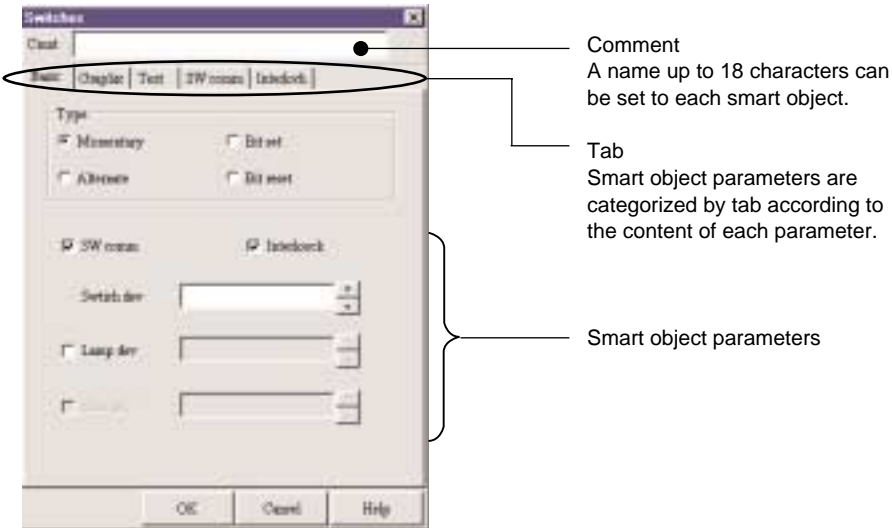 Switches
Cmnt
Basic Graphic Text SW comm Interlock
Type
Momentary Bit set
Alternate Bit reset
SW comm Interlock
Switch dev
Lamp dev
OK Cancel Help
Comment
A name up to 18 characters can
be set to each smart object.
Tab
Smart object parameters are
categorized by tab according to
the content of each parameter.
Smart object parameters